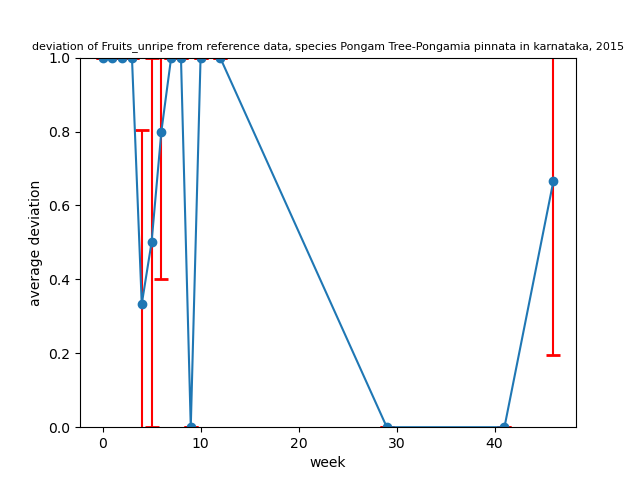 deviation of Fruits_unripe from reference data, species Pongam Tree-Pongamia pinnata in karnataka, 2015
1.0
0.8
0.6
0.4
0.2
0.0
average deviation
0 10 20 30 40
week